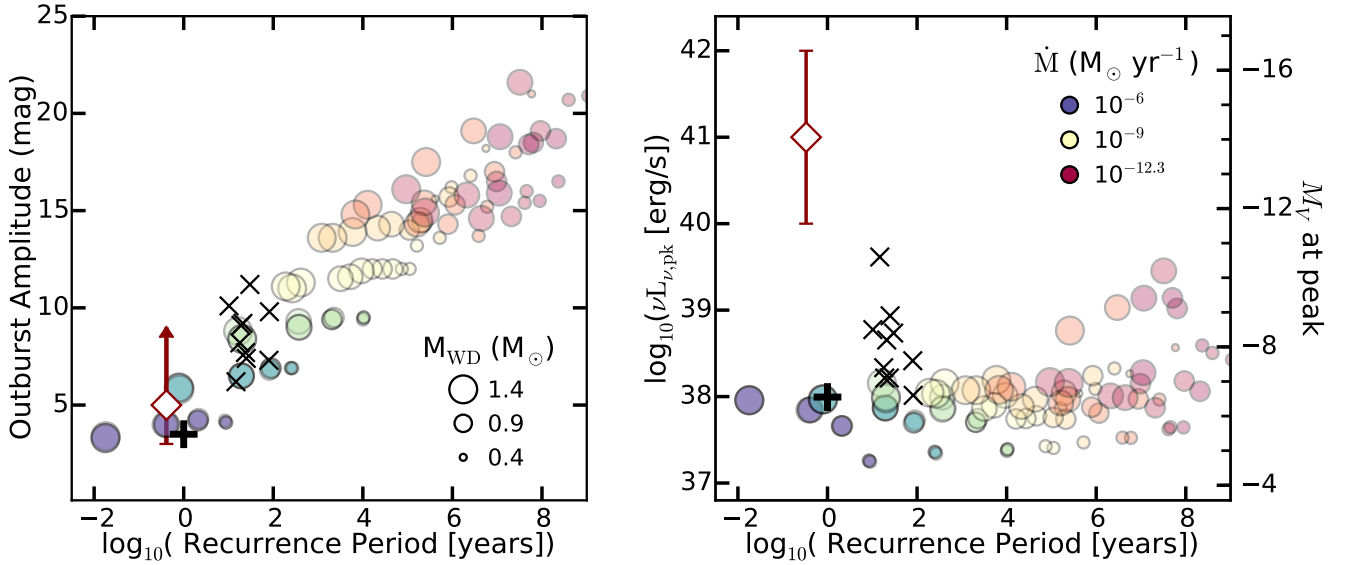 25
20
15
10
5
Outburst Amplitude (mag)
−2 0 2 4 6 8
log₁₀( Recurrence Period [years])
M_WD (M_☉)
1.4
0.9
0.4
42
41
40
39
38
37
log₁₀(νL_ν,pk [erg/s])
−2 0 2 4 6 8
log₁₀( Recurrence Period [years])
Ṁ (M_☉ yr⁻¹)
10⁻⁶
10⁻⁹
10⁻¹²·³
−16
−12
−8
−4
M_V at peak